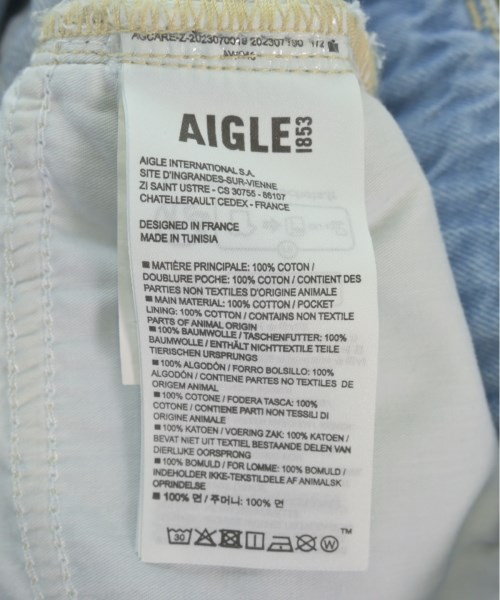 AGCARE-Z-2023070019 202307190 1/2
AIGLE 1853
AIGLE INTERNATIONAL S.A.
SITE D'INGRANDES-SUR-VIENNE
ZI SAINT USTRE - CS 30755 - 86107
CHATELLERAULT CEDEX - FRANCE
DESIGNED IN FRANCE
MADE IN TUNISIA
■ MATIÈRE PRINCIPALE: 100% COTON /
DOUBLURE POCHE: 100% COTON / CONTIENT DES
PARTIES NON TEXTILES D'ORIGINE ANIMALE
■ MAIN MATERIAL: 100% COTTON / POCKET
LINING: 100% COTTON / CONTAINS NON TEXTILE
PARTS OF ANIMAL ORIGIN
■ 100% BAUMWOLLE / TASCHENFUTTER: 100%
BAUMWOLLE / ENTHÄLT NICHTTEXTILE TEILE
TIERISCHEN URSPRUNGS
■ 100% ALGODÓN / FORRO BOLSILLO: 100%
ALGODÓN / CONTIENE PARTES NO TEXTILES DE
ORIGEM ANIMAL
■ 100% COTONE / FODERA TASCA: 100%
COTONE / CONTIENE PARTI NON TESSILI DI
ORIGINE ANIMALE
■ 100% KATOEN / VOERING ZAK: 100% KATOEN /
BEVAT NIET UIT TEXTIEL BESTAANDE DELEN VAN
DIERLIJKE OORSPRONG
■ 100% BOMULD / FOR LOMME: 100% BOMULD /
INDEHOLDER IKKE-TEKSTILDELE AF ANIMALSK
OPRINDELSE
■ 100% 면 / 주머니: 100% 면
30 W TM